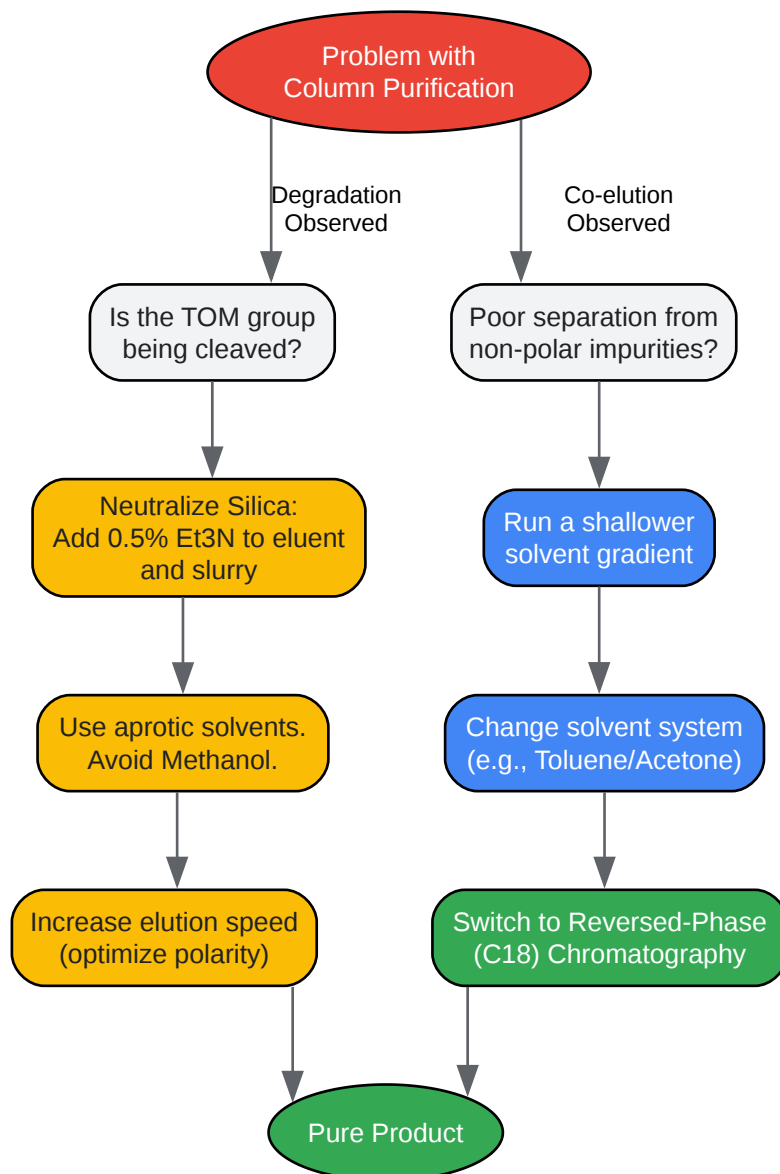 Problem with
Column Purification
Degradation
Observed
Co-elution
Observed
Is the TOM group
being cleaved?
Poor separation from
non-polar impurities?
Neutralize Silica:
Add 0.5% Et3N to eluent
and slurry
Run a shallower
solvent gradient
Use aprotic solvents.
Avoid Methanol.
Change solvent system
(e.g., Toluene/Acetone)
Increase elution speed
(optimize polarity)
Switch to Reversed-Phase
(C18) Chromatography
Pure Product